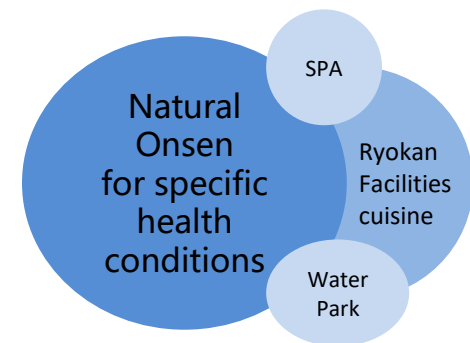 SPA
Natural
Onsen
for specific
health
conditions
Ryokan
Facilities
cuisine
Water
Park